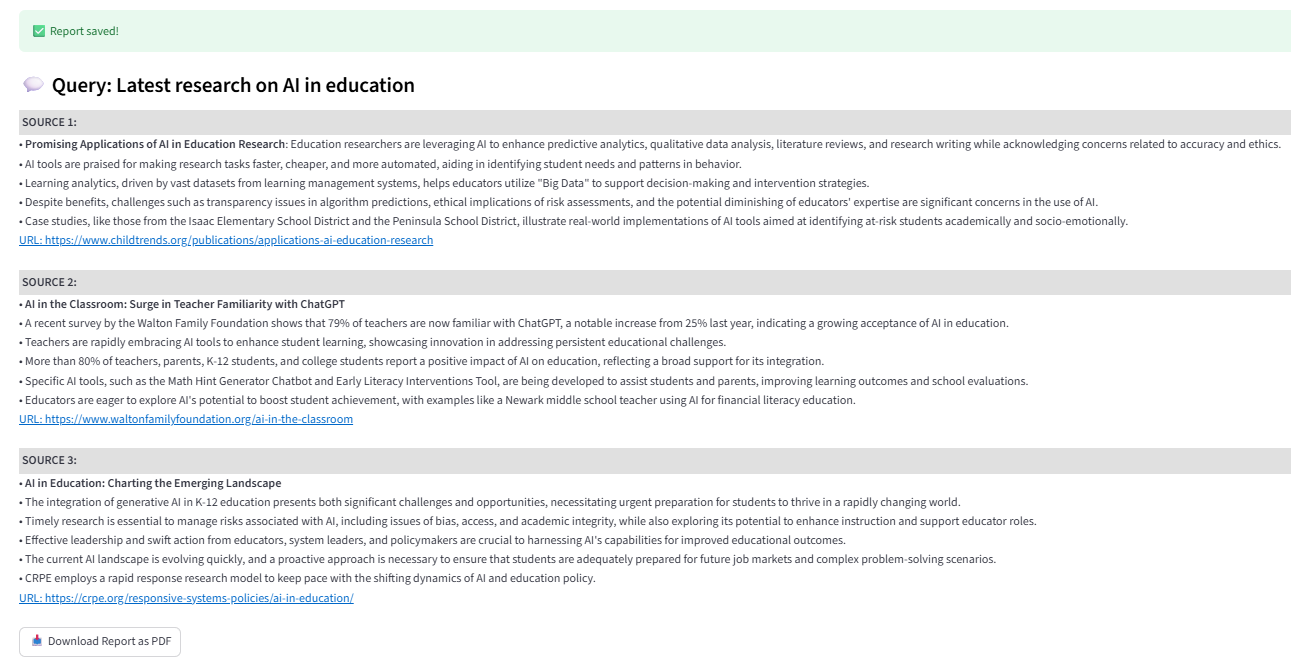 Report saved!
Query: Latest research on AI in education
SOURCE 1:
• Promising Applications of AI in Education Research: Education researchers are leveraging AI to enhance predictive analytics, qualitative data analysis, literature reviews, and research writing while acknowledging concerns related to accuracy and ethics.
• AI tools are praised for making research tasks faster, cheaper, and more automated, aiding in identifying student needs and patterns in behavior.
• Learning analytics, driven by vast datasets from learning management systems, helps educators utilize "Big Data" to support decision-making and intervention strategies.
• Despite benefits, challenges such as transparency issues in algorithm predictions, ethical implications of risk assessments, and the potential diminishing of educators' expertise are significant concerns in the use of AI.
• Case studies, like those from the Isaac Elementary School District and the Peninsula School District, illustrate real-world implementations of AI tools aimed at identifying at-risk students academically and socio-emotionally.
URL: https://www.childtrends.org/publications/applications-ai-education-research
SOURCE 2:
• AI in the Classroom: Surge in Teacher Familiarity with ChatGPT
• A recent survey by the Walton Family Foundation shows that 79% of teachers are now familiar with ChatGPT, a notable increase from 25% last year, indicating a growing acceptance of AI in education.
• Teachers are rapidly embracing AI tools to enhance student learning, showcasing innovation in addressing persistent educational challenges.
• More than 80% of teachers, parents, K-12 students, and college students report a positive impact of AI on education, reflecting a broad support for its integration.
• Specific AI tools, such as the Math Hint Generator Chatbot and Early Literacy Interventions Tool, are being developed to assist students and parents, improving learning outcomes and school evaluations.
• Educators are eager to explore AI's potential to boost student achievement, with examples like a Newark middle school teacher using AI for financial literacy education.
URL: https://www.waltonfamilyfoundation.org/ai-in-the-classroom
SOURCE 3:
• AI in Education: Charting the Emerging Landscape
• The integration of generative AI in K-12 education presents both significant challenges and opportunities, necessitating urgent preparation for students to thrive in a rapidly changing world.
• Timely research is essential to manage risks associated with AI, including issues of bias, access, and academic integrity, while also exploring its potential to enhance instruction and support educator roles.
• Effective leadership and swift action from educators, system leaders, and policymakers are crucial to harnessing AI's capabilities for improved educational outcomes.
• The current AI landscape is evolving quickly, and a proactive approach is necessary to ensure that students are adequately prepared for future job markets and complex problem-solving scenarios.
• CRPE employs a rapid response research model to keep pace with the shifting dynamics of AI and education policy.
URL: https://crpe.org/responsive-systems-policies/ai-in-education/
Download Report as PDF